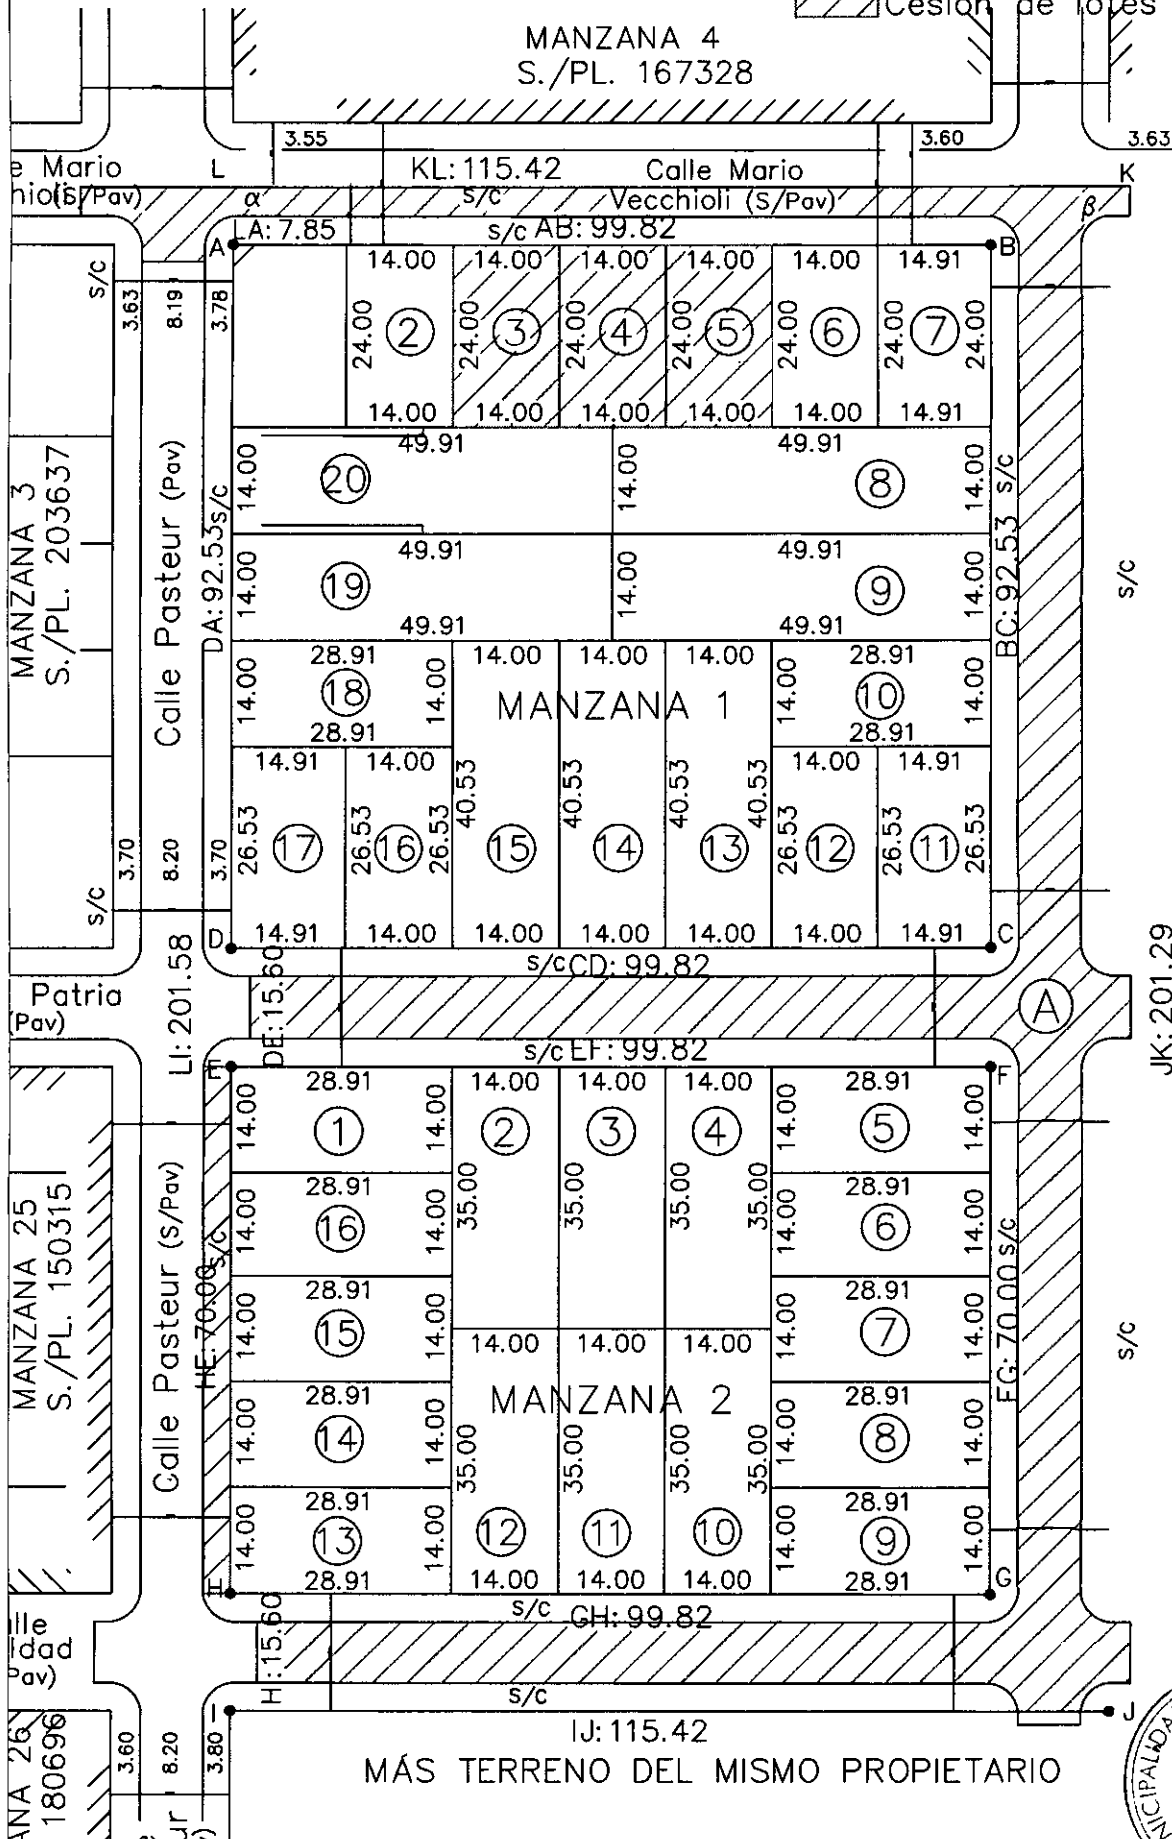 Cesión de lotes
MANZANA 4
S./PL. 167328
3.55
3.60
3.63
e Mario
L
KL: 115.42
Calle Mario
K
(S/Pav)
α
s/c
Vecchioli (S/Pav)
β
LA: 7.85
s/c AB: 99.82
A
B
s/c
3.63
8.19
3.78
14.00
14.00
14.00
14.00
14.00
14.91
24.00
2
24.00
3
24.00
4
24.00
5
24.00
6
24.00
7
24.00
14.00
14.00
14.00
14.00
14.00
14.91
49.91
49.91
14.00
20
14.00
8
14.00
s/c
49.91
49.91
14.00
19
14.00
9
14.00
49.91
49.91
MANZANA 3
S./PL. 203637
Calle Pasteur (Pav)
DA: 92.53 s/c
BC: 92.53
s/c
28.91
14.00
14.00
14.00
28.91
14.00
18
14.00
MANZANA 1
14.00
10
14.00
28.91
28.91
14.91
14.00
14.00
14.91
26.53
17
26.53
16
26.53
40.53
15
40.53
14
40.53
13
40.53
26.53
12
26.53
11
26.53
3.70
8.20
3.70
s/c
D
14.91
14.00
14.00
14.00
14.00
14.00
14.91
C
s/c CD: 99.82
Patria
(Pav)
LI: 201.58
DE: 15.60
A
JK: 201.29
s/c EF: 99.82
E
F
28.91
14.00
14.00
14.00
28.91
14.00
1
14.00
2
3
4
14.00
5
14.00
28.91
28.91
14.00
16
14.00
35.00
35.00
35.00
35.00
14.00
6
14.00
28.91
28.91
14.00
15
14.00
14.00
7
14.00
14.00
14.00
14.00
MANZANA 25
S./PL. 150315
Calle Pasteur (S/Pav)
HE: 70.00 s/c
FG: 70.00 s/c
s/c
28.91
MANZANA 2
28.91
14.00
14
14.00
35.00
35.00
35.00
35.00
14.00
8
14.00
28.91
28.91
14.00
13
14.00
12
11
10
14.00
9
14.00
H
28.91
14.00
14.00
14.00
28.91
G
s/c GH: 99.82
lle
idad
Pav)
H: 15.60
s/c
I
J
IJ: 115.42
3.60
8.20
3.80
MÁS TERRENO DEL MISMO PROPIETARIO
ANA 26
180696
ur
NICIPALIDA